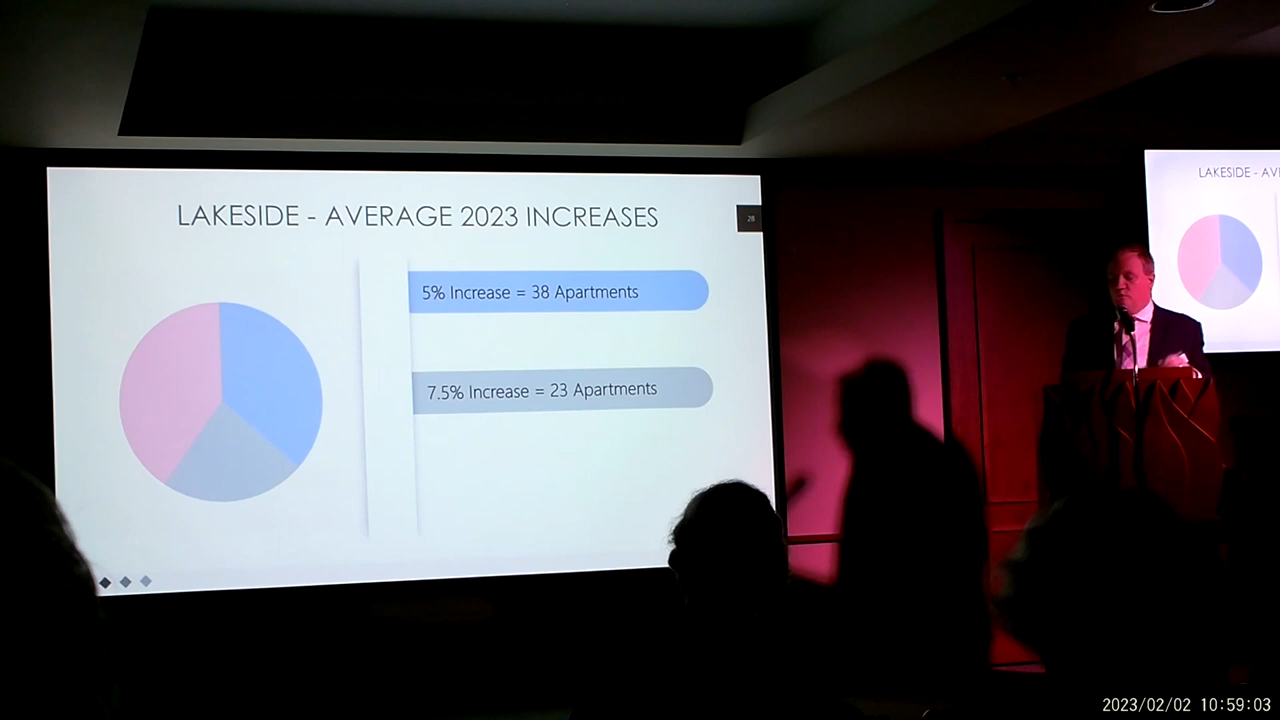 LAKESIDE - AVERAGE 2023 INCREASES
28
5% Increase = 38 Apartments
7.5% Increase = 23 Apartments
LAKESIDE - AV
2023/02/02 10:59:03